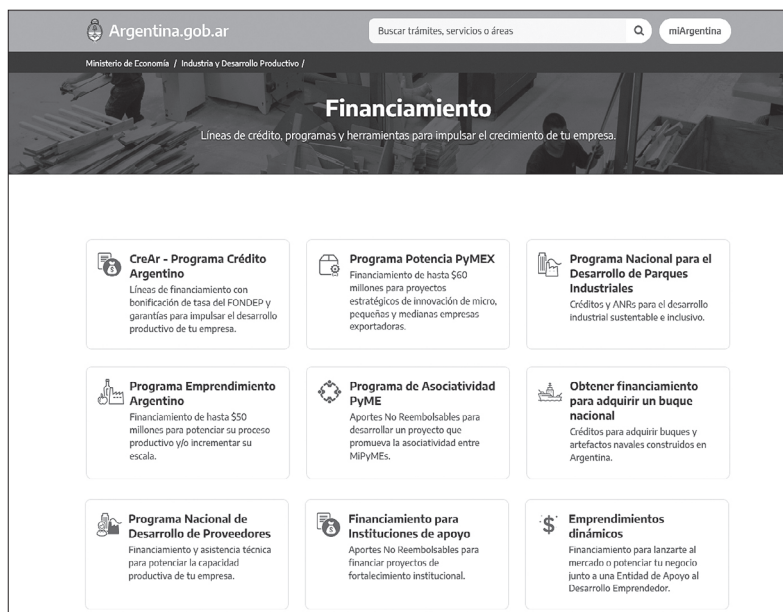 Argentina.gob.ar
Buscar trámites, servicios o áreas
miArgentina
Ministerio de Economía / Industria y Desarrollo Productivo /
Financiamiento
Líneas de crédito, programas y herramientas para impulsar el crecimiento de tu empresa.
CreAr - Programa Crédito
Argentino
Líneas de financiamiento con
bonificación de tasa del FONDEP y
garantías para impulsar el desarrollo
productivo de tu empresa.
Programa Potencia PyMEX
Financiamiento de hasta $60
millones para proyectos
estratégicos de innovación de micro,
pequeñas y medianas empresas
exportadoras.
Programa Nacional para el
Desarrollo de Parques
Industriales
Créditos y ANRs para el desarrollo
industrial sustentable e inclusivo.
Programa Emprendimiento
Argentino
Financiamiento de hasta $50
millones para potenciar su proceso
productivo y/o incrementar su
escala.
Programa de Asociatividad
PyME
Aportes No Reembolsables para
desarrollar un proyecto que
promueva la asociatividad entre
MiPyMEs.
Obtener financiamiento
para adquirir un buque
nacional
Créditos para adquirir buques y
artefactos navales construidos en
Argentina.
Programa Nacional de
Desarrollo de Proveedores
Financiamiento y asistencia técnica
para potenciar la capacidad
productiva de tu empresa.
Financiamiento para
Instituciones de apoyo
Aportes No Reembolsables para
financiar proyectos de
fortalecimiento institucional.
Emprendimientos
dinámicos
Financiamiento para lanzarte al
mercado o potenciar tu negocio
junto a una Entidad de Apoyo al
Desarrollo Emprendedor.